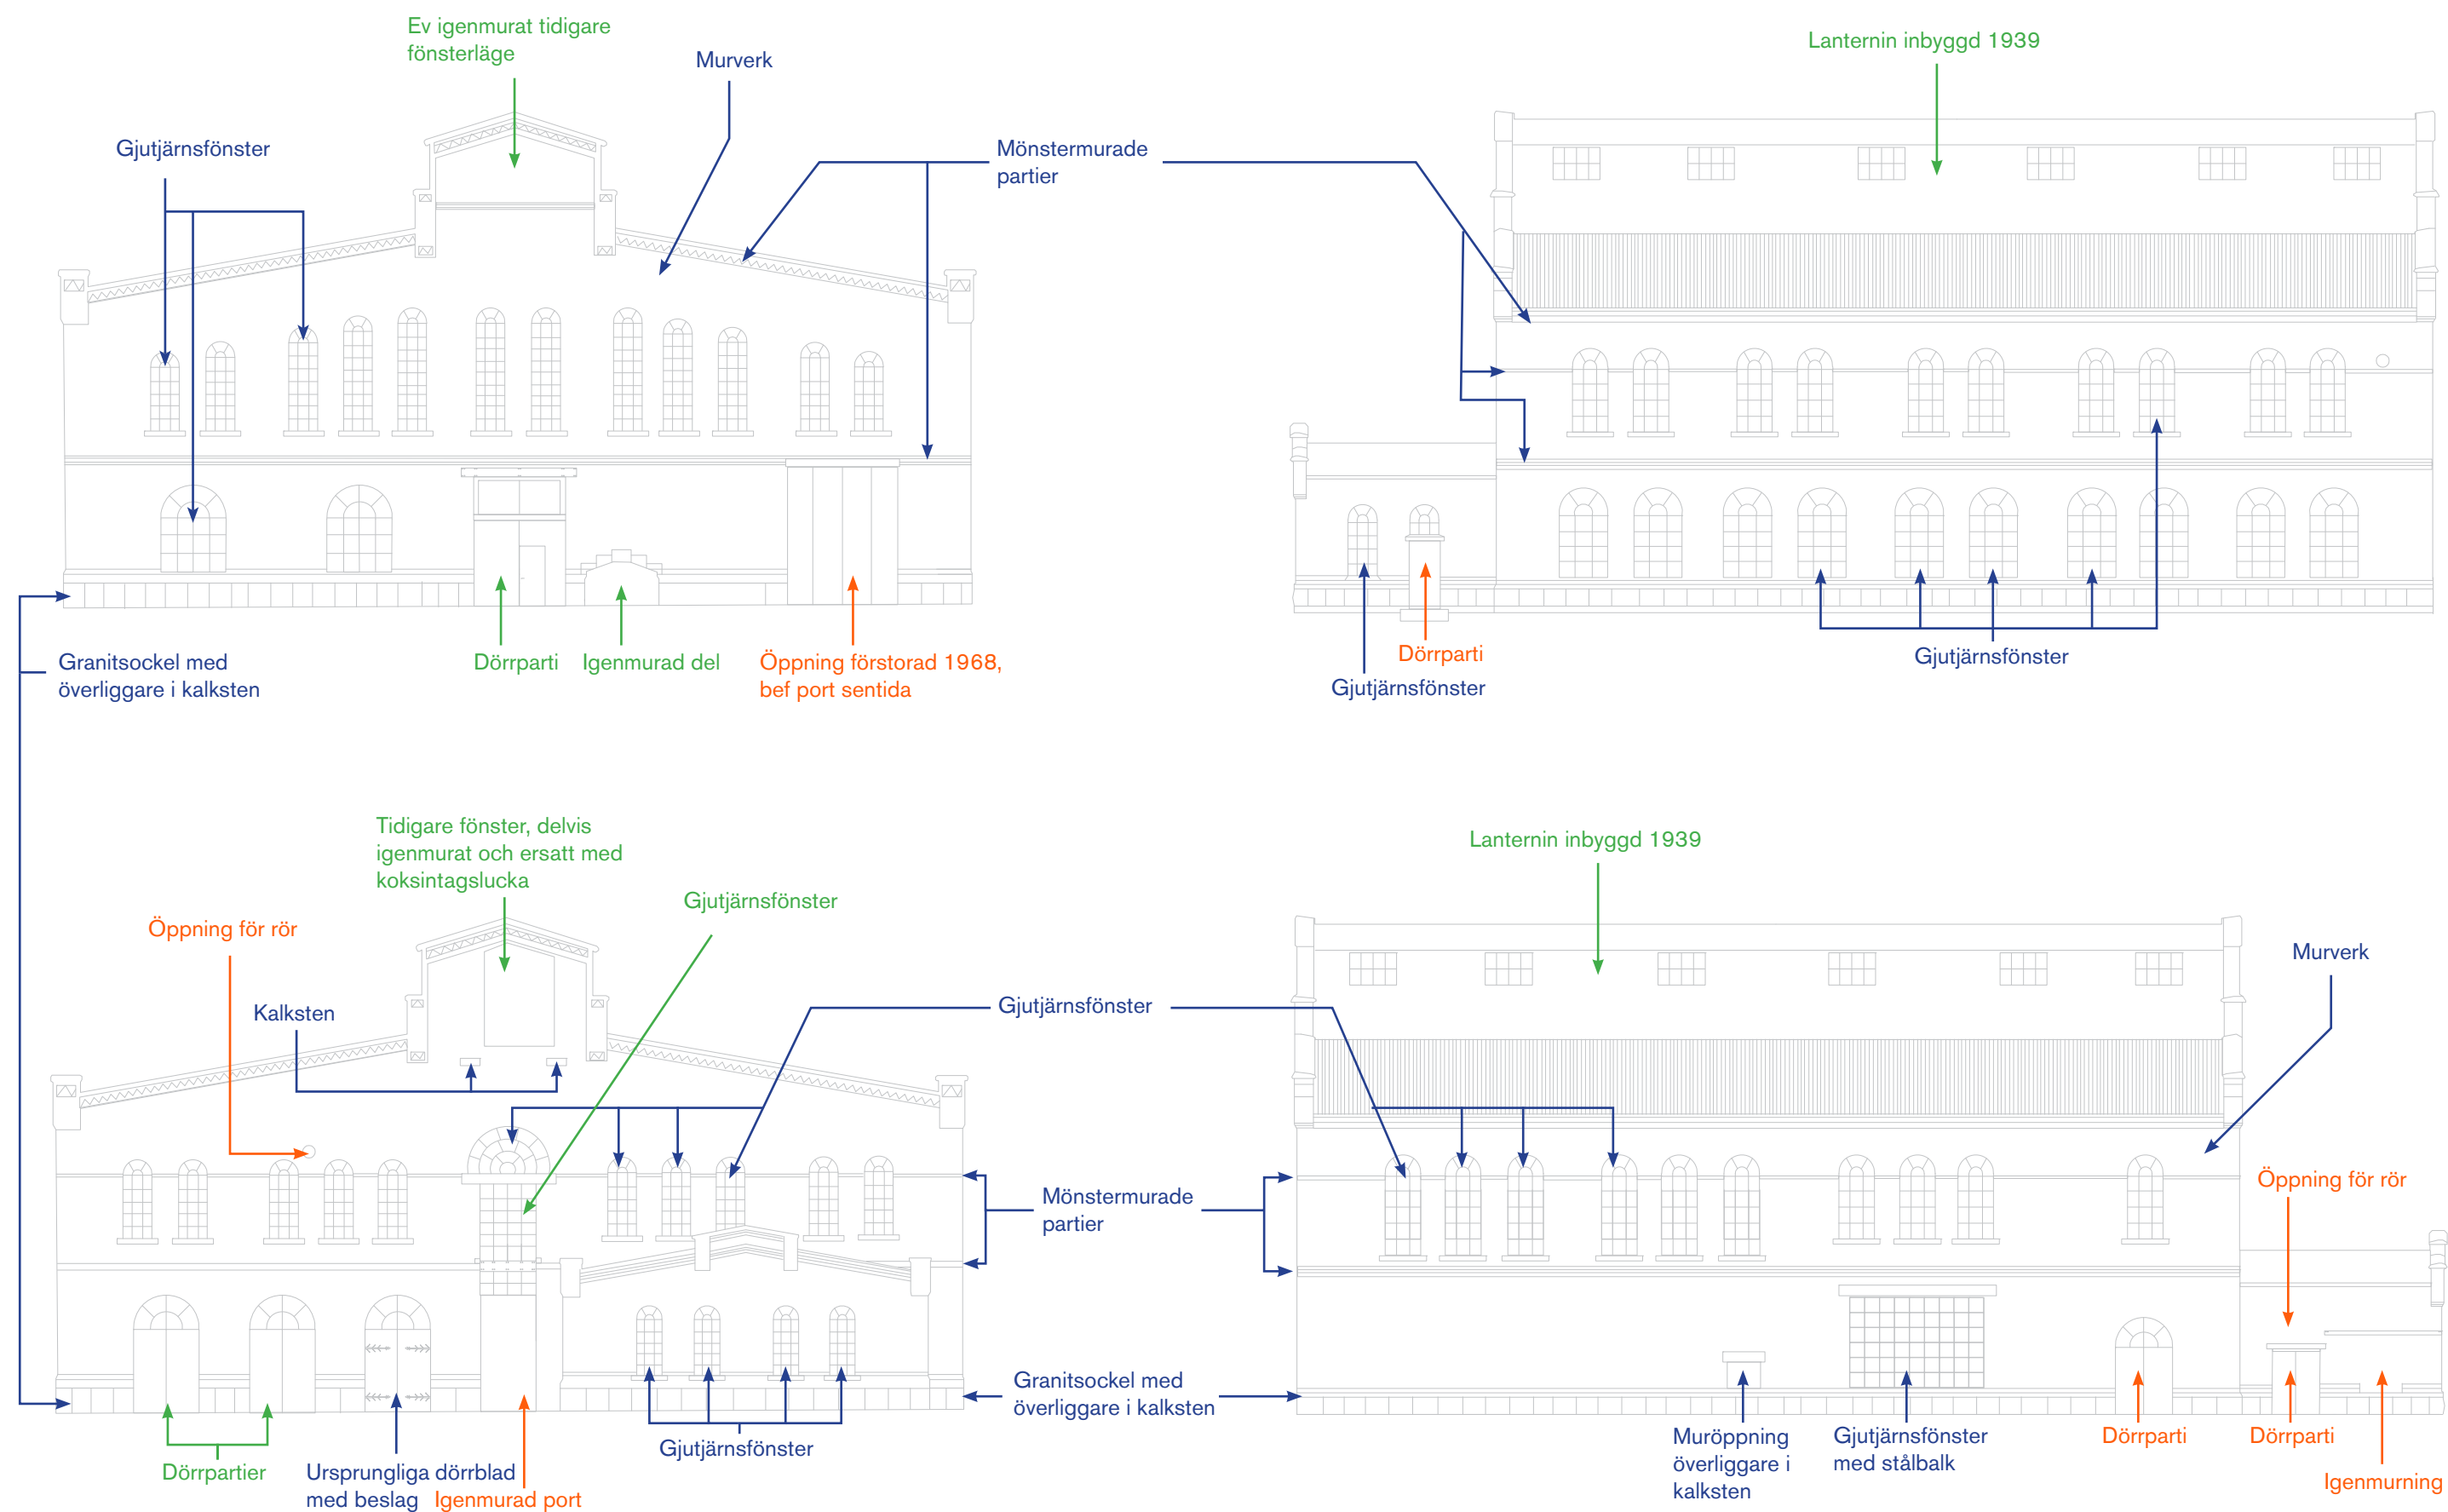 Ev igenmurat tidigare
fönsterläge
Murverk
Lanternin inbyggd 1939
Gjutjärnsfönster
Mönstermurade
partier
Granitsockel med
överliggare i kalksten
Dörrparti
Igenmurad del
Öppning förstorad 1968,
bef port sentida
Dörrparti
Gjutjärnsfönster
Gjutjärnsfönster
Tidigare fönster, delvis
igenmurat och ersatt med
koksintagslucka
Gjutjärnsfönster
Öppning för rör
Kalksten
Gjutjärnsfönster
Lanternin inbyggd 1939
Murverk
Mönstermurade
partier
Öppning för rör
Granitsockel med
överliggare i kalksten
Dörrpartier
Ursprungliga dörrblad
med beslag
Igenmurad port
Gjutjärnsfönster
Muröppning
överliggare i
kalksten
Gjutjärnsfönster
med stålbalk
Dörrparti
Dörrparti
Igenmurning